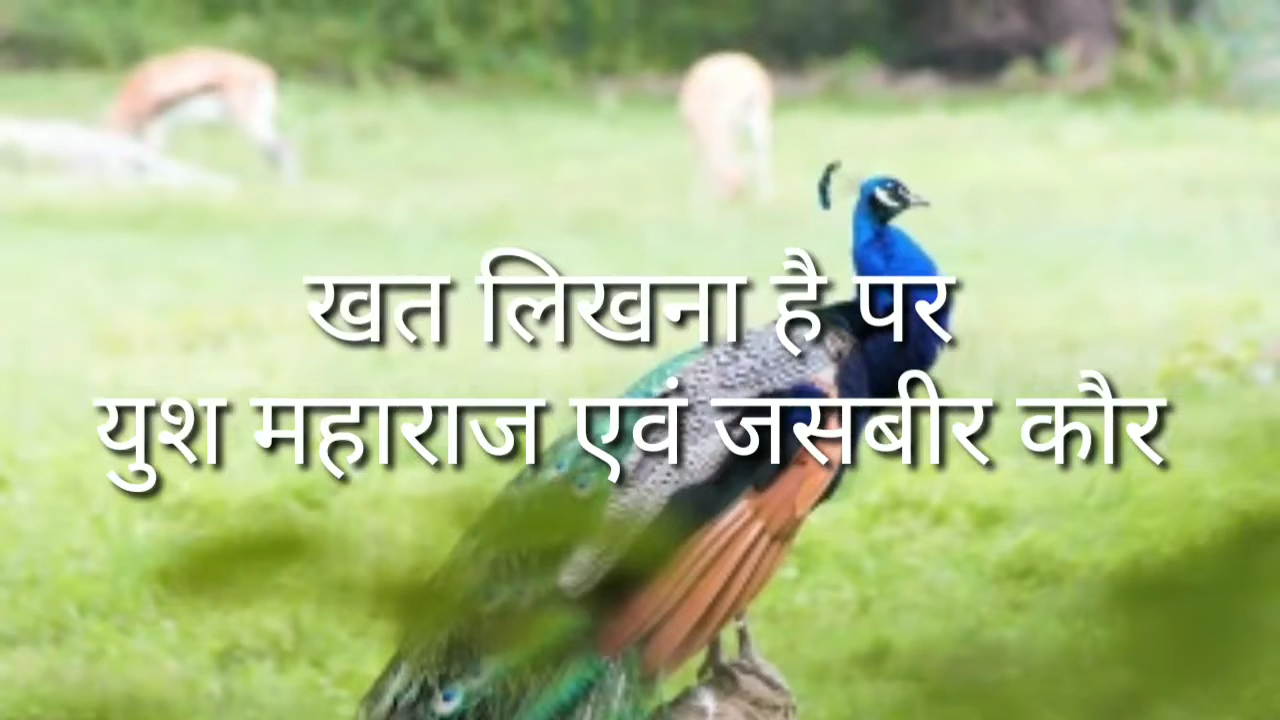 खत लिखना है पर
युश महाराज एवं जसबीर कौर